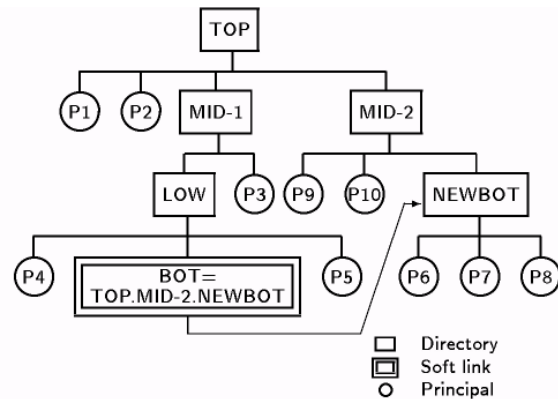 TOP
P1 P2 MID-1 MID-2
LOW P3 P9 P10 NEWBOT
P4 BOT= P5 P6 P7 P8
TOP.MID-2.NEWBOT
Directory
Soft link
Principal